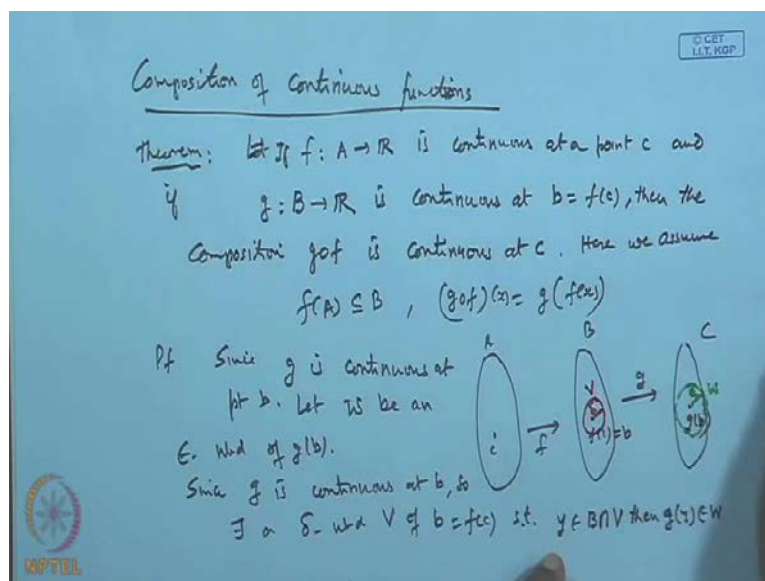 © CET
I.I.T. KGP
Composition of continuous functions
Theorem: Let If f : A → ℝ is continuous at a point c and
if g : B → ℝ is continuous at b = f(c), then the
Composition gof is continuous at c. Here we assume
f(A) ⊆ B , (gof)(x) = g(f(x))
Pf Since g is continuous at
pt b. Let W be an
ε- nbd of g(b).
Since g is continuous at b, so
∃ a δ- nbd V of b = f(c) s.t. y ∈ B∩V then g(y) ∈ W
A B C
V g W
c f f(c) = b g(b)
NPTEL